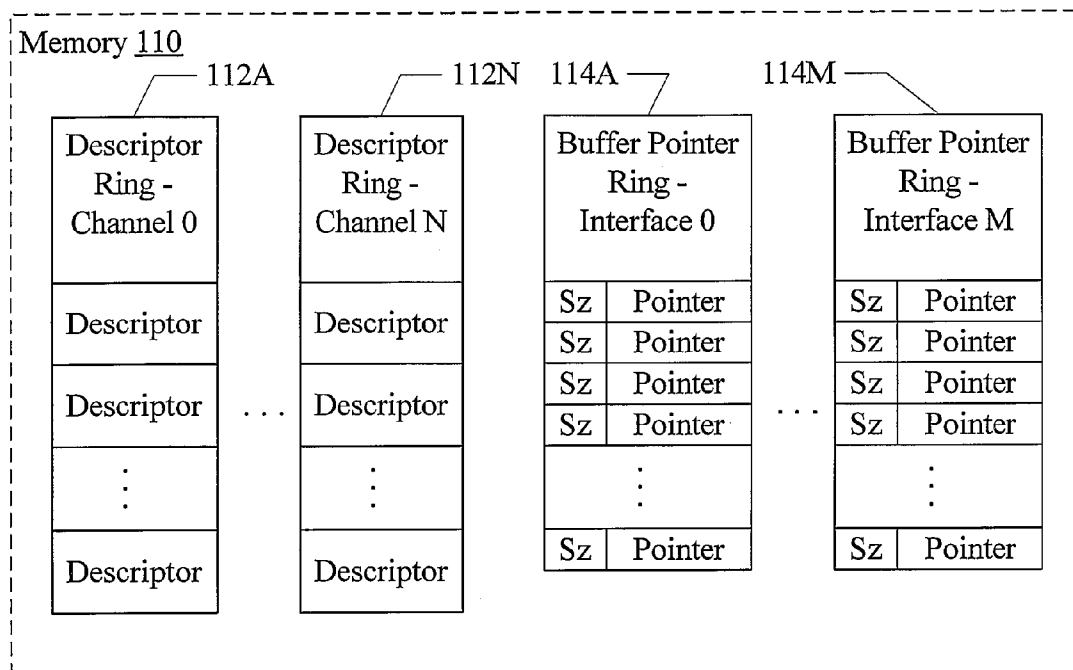 Memory 110
112A 112N 114A 114M
Descriptor Ring - Channel 0
Descriptor
Descriptor
⋮
Descriptor
. . .
Descriptor Ring - Channel N
Descriptor
Descriptor
⋮
Descriptor
Buffer Pointer Ring - Interface 0
Sz Pointer
Sz Pointer
Sz Pointer
Sz Pointer
⋮
Sz Pointer
. . .
Buffer Pointer Ring - Interface M
Sz Pointer
Sz Pointer
Sz Pointer
Sz Pointer
⋮
Sz Pointer